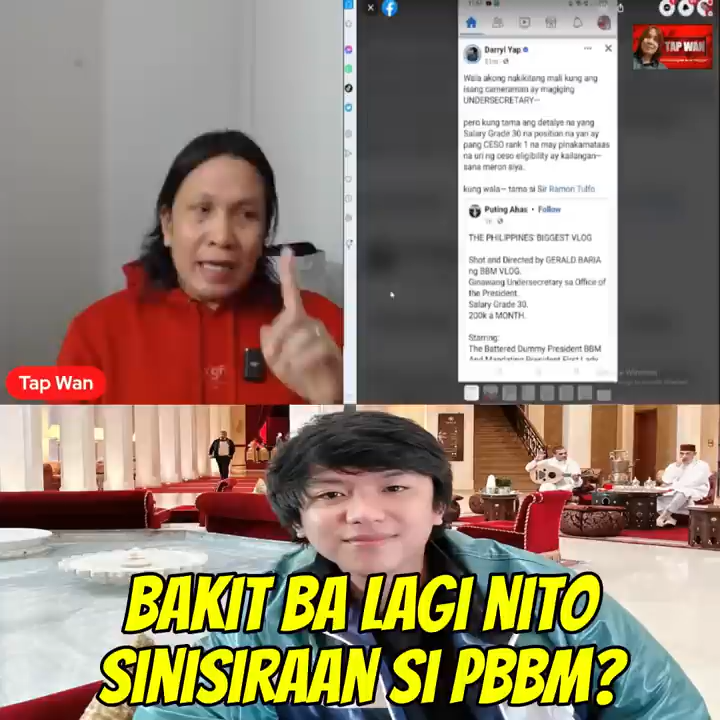 Darryl Yap
Wala akong nakikitang mali kung ang
isang cameraman ay magiging
UNDERSECRETARY—
pero kung tama ang detalye na yang
Salary Grade 30 na position na yan ay
pang CESO rank 1 na may pinakamataas
na uri ng ceso eligibility ay kailangan—
sana meron siya.
kung wala— tama si Sir Ramon Tulfo
Puting Ahas • Follow
THE PHILIPPINES' BIGGEST VLOG
Shot and Directed by GERALD BARIA
ng BBM VLOG.
Ginawang Undersecretary sa Office of
the President.
Salary Grade 30.
200k a MONTH.
Starring:
The Battered Dummy President BBM
And Mandating President First Lady
TAP WAN
Tap Wan
BAKIT BA LAGI NITO
SINISIRAAN SI PBBM?